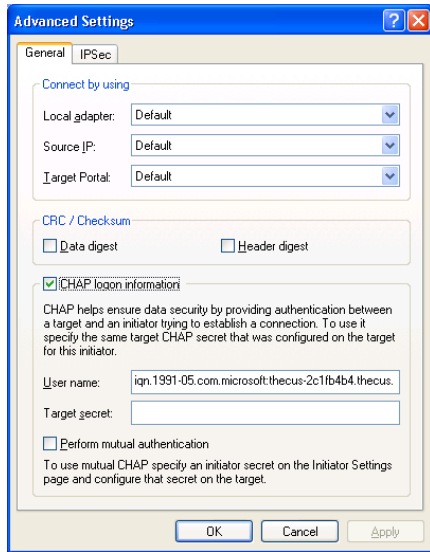 Advanced Settings
General IPSec
Connect by using
Local adapter: Default
Source IP: Default
Target Portal: Default
CRC / Checksum
Data digest Header digest
CHAP logon information
CHAP helps ensure data security by providing authentication between
a target and an initiator trying to establish a connection. To use it
specify the same target CHAP secret that was configured on the target
for this initiator.
User name: iqn.1991-05.com.microsoft:thecus-2c1fb4b4.thecus.
Target secret:
Perform mutual authentication
To use mutual CHAP specify an initiator secret on the Initiator Settings
page and configure that secret on the target.
OK Cancel Apply